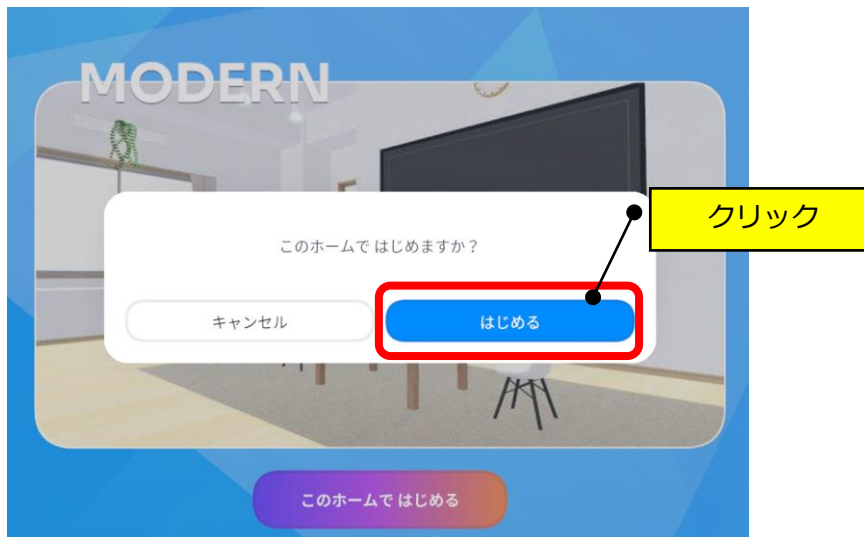 MODERN
クリック
このホームで はじめますか？
キャンセル
はじめる
このホームで はじめる